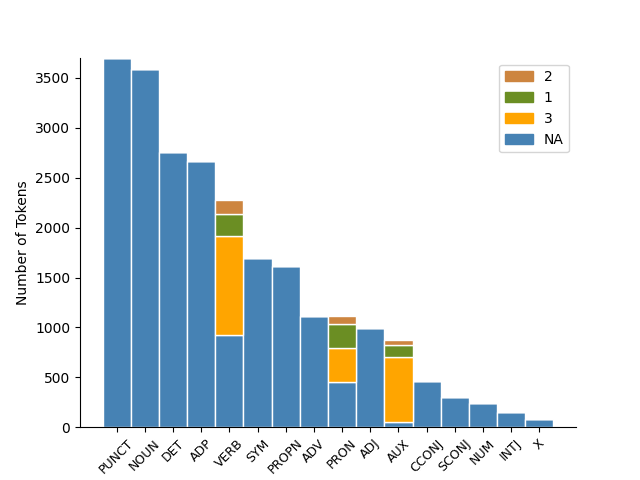 2
1
3
NA
3500
3000
2500
2000
1500
1000
500
0
Number of Tokens
PUNCT
NOUN
DET
ADP
VERB
SYM
PROPN
ADV
PRON
ADJ
AUX
CCONJ
SCONJ
NUM
INTJ
X